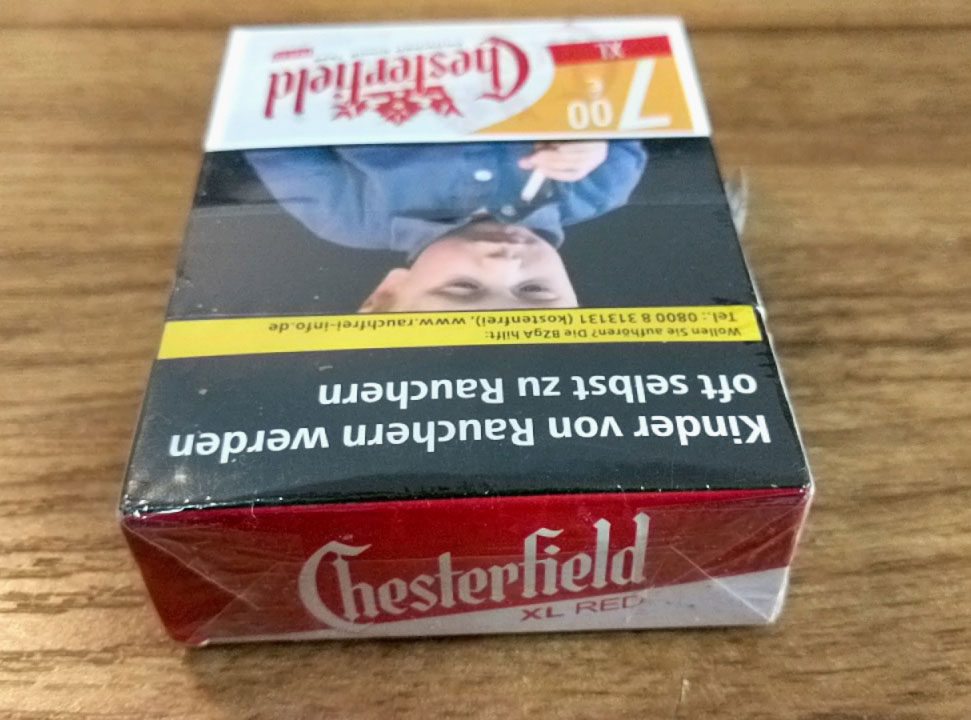 Chesterfield
XL
7
00
€
Wollen Sie aufhören? Die BZgA hilft:
Tel.: 0800 8 313131 (kostenfrei), www.rauchfrei-info.de
Kinder von Rauchern werden
oft selbst zu Rauchern
Chesterfield
XL RED